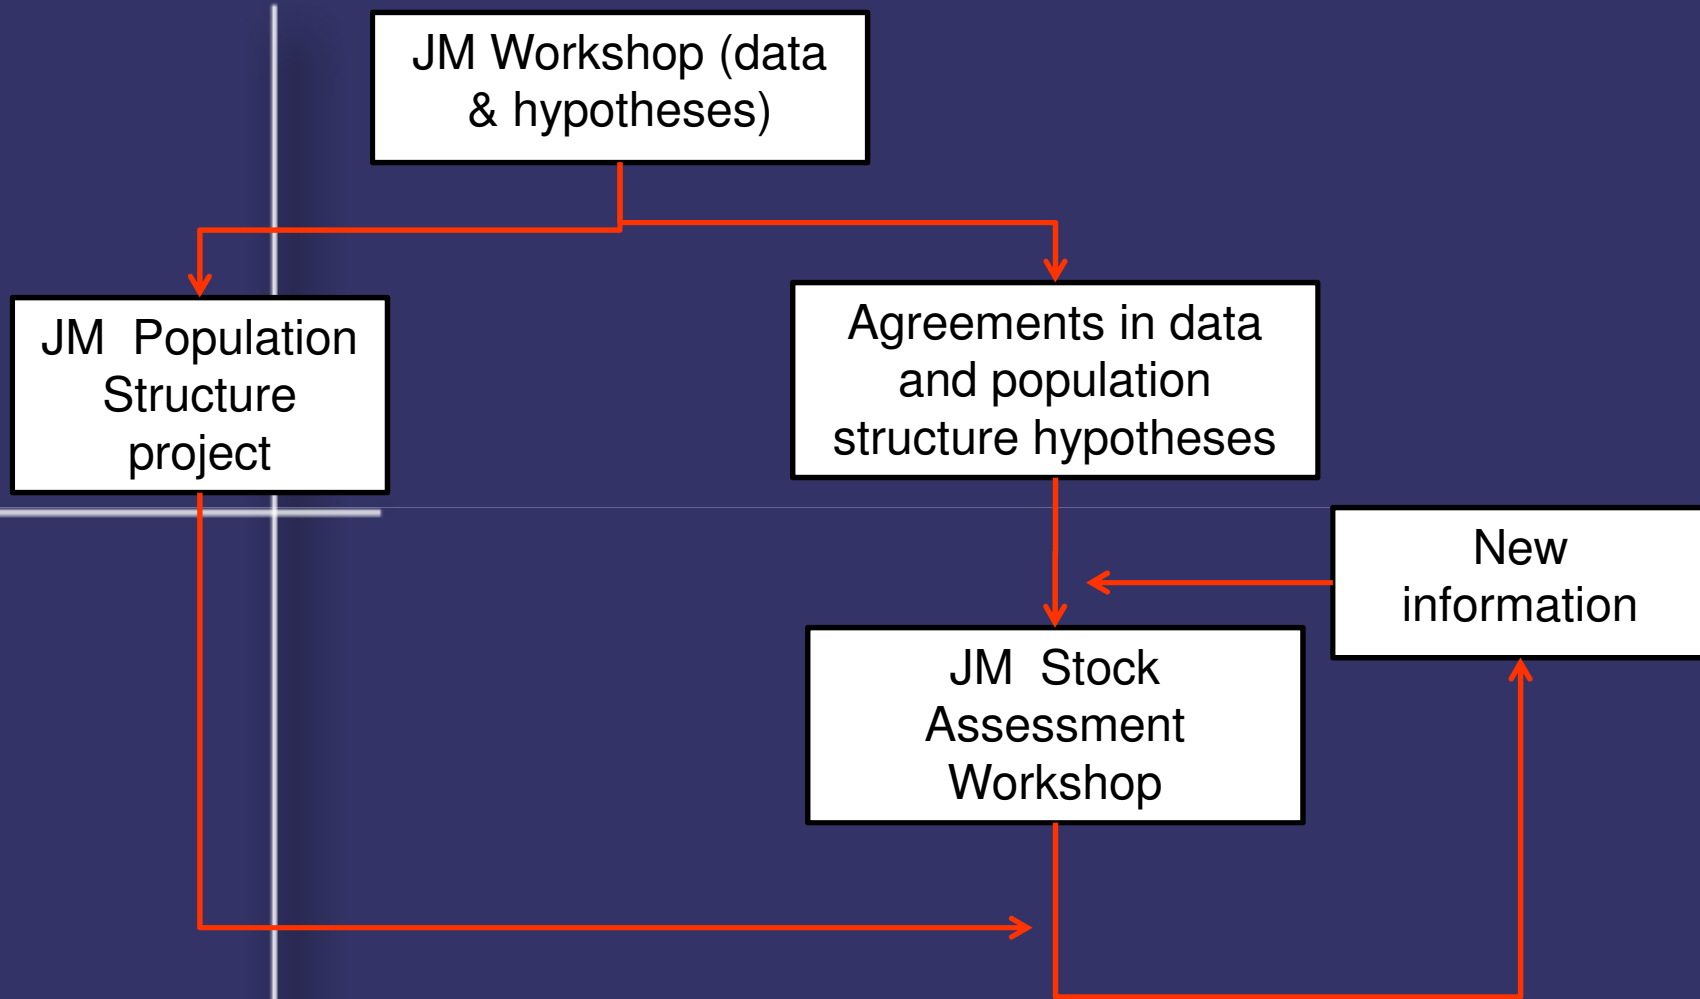 JM Workshop (data
& hypotheses)
JM Population
Structure
project
Agreements in data
and population
structure hypotheses
New
information
JM Stock
Assessment
Workshop